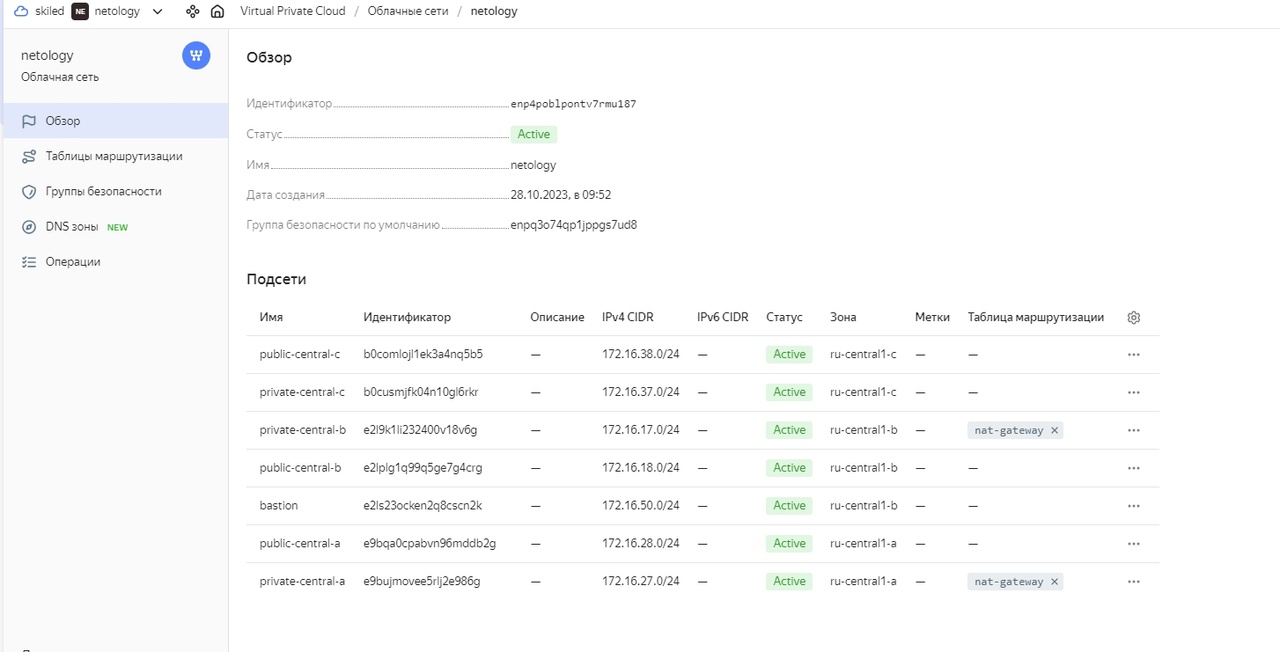 skiled NE netology Virtual Private Cloud / Облачные сети / netology
netology
Облачная сеть
Обзор
Таблицы маршрутизации
Группы безопасности
DNS зоны NEW
Операции
Обзор
Идентификатор enp4poblpontv7rmu187
Статус Active
Имя netology
Дата создания 28.10.2023, в 09:52
Группа безопасности по умолчанию enpq3o74qp1jppgs7ud8
Подсети
Имя Идентификатор Описание IPv4 CIDR IPv6 CIDR Статус Зона Метки Таблица маршрутизации
public-central-c b0comlojl1ek3a4nq5b5 — 172.16.38.0/24 — Active ru-central1-c — —
private-central-c b0cusmjfk04n10gl6rkr — 172.16.37.0/24 — Active ru-central1-c — —
private-central-b e2l9k1li232400v18v6g — 172.16.17.0/24 — Active ru-central1-b — nat-gateway ×
public-central-b e2lplg1q99q5ge7g4crg — 172.16.18.0/24 — Active ru-central1-b — —
bastion e2ls23ocken2q8cscn2k — 172.16.50.0/24 — Active ru-central1-b — —
public-central-a e9bqa0cpabvn96mddb2g — 172.16.28.0/24 — Active ru-central1-a — —
private-central-a e9bujmovee5rlj2e986g — 172.16.27.0/24 — Active ru-central1-a — nat-gateway ×